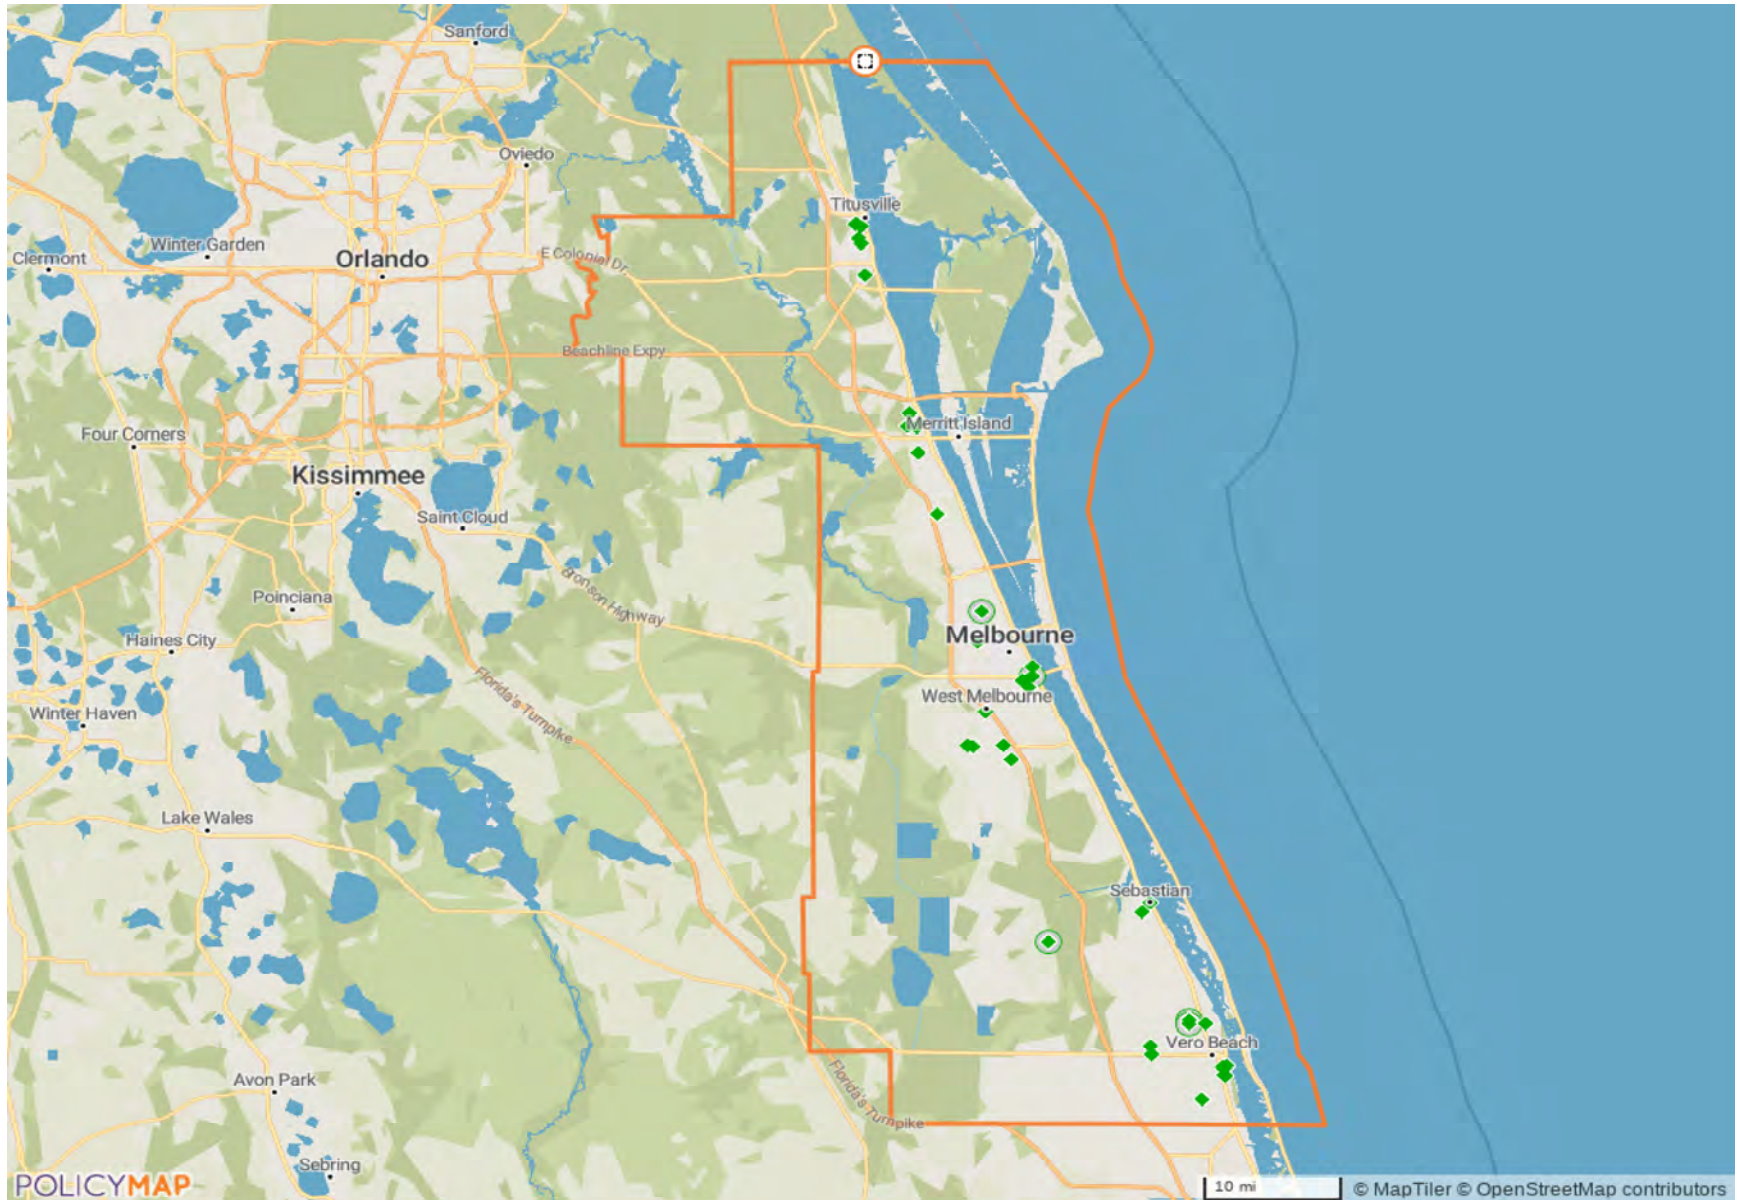 Sanford
Oviedo
Titusville
Winter Garden
Clermont
Orlando
E Colonial Dr
Beachline Expy
Four Corners
Merritt Island
Kissimmee
Saint Cloud
Bronson Highway
Poinciana
Haines City
Melbourne
Florida's Turnpike
West Melbourne
Winter Haven
Lake Wales
Sebastian
Vero Beach
Avon Park
Florida's Turnpike
Sebring
POLICYMAP
10 mi
© MapTiler © OpenStreetMap contributors